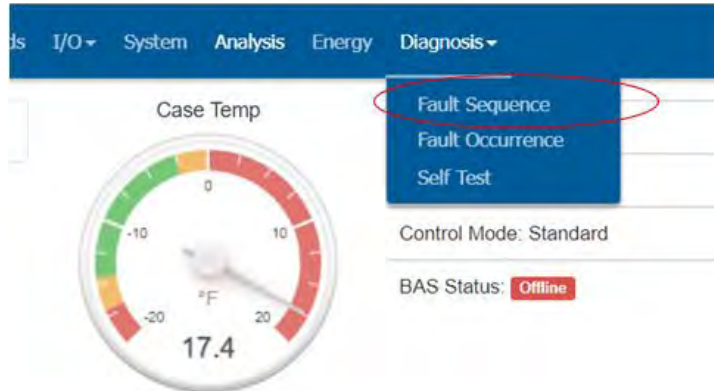 I/O System Analysis Energy Diagnosis
Fault Sequence
Fault Occurrence
Self Test
Case Temp
0
-10 10
°F
-20 20
17.4
Control Mode: Standard
BAS Status: Offline